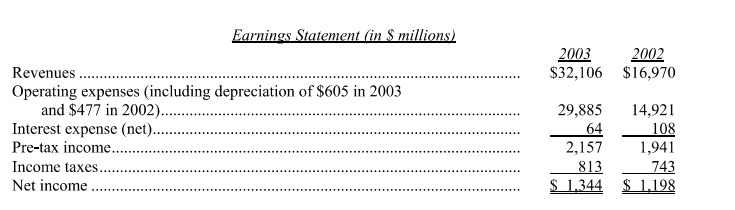 Earnings Statement (in $ millions)
2003 2002
Revenues ........................................................................................................ $32,106 $16,970
Operating expenses (including depreciation of $605 in 2003
and $477 in 2002)..................................................................................... 29,885 14,921
Interest expense (net)....................................................................................... 64 108
Pre-tax income................................................................................................. 2,157 1,941
Income taxes.................................................................................................... 813 743
Net income ...................................................................................................... $ 1,344 $ 1,198